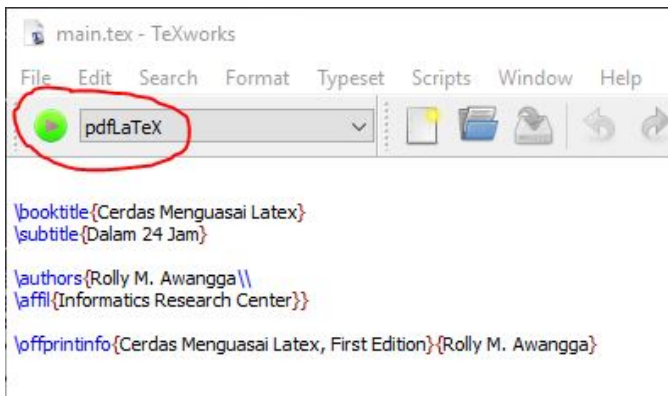 main.tex - TeXworks
File Edit Search Format Typeset Scripts Window Help
pdfLaTeX
\booktitle{Cerdas Menguasai Latex}
\subtitle{Dalam 24 Jam}
\authors{Rolly M. Awangga\\
\affil{Informatics Research Center}}
\offprintinfo{Cerdas Menguasai Latex, First Edition}{Rolly M. Awangga}